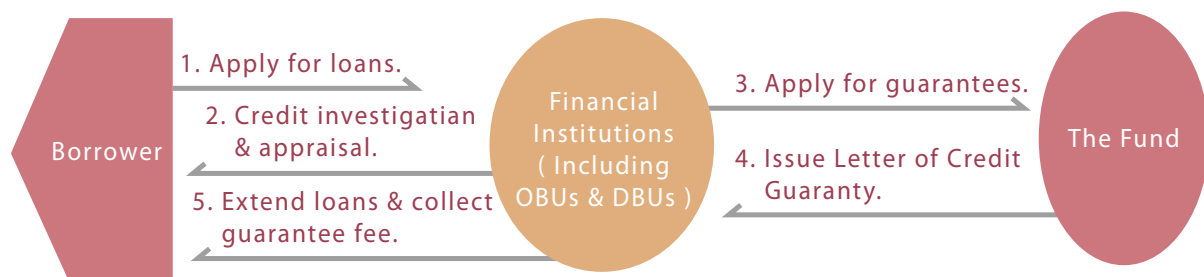 Borrower
1. Apply for loans.
2. Credit investigatian
& appraisal.
5. Extend loans & collect
guarantee fee.
Financial
Institutions
( Including
OBUs & DBUs )
3. Apply for guarantees.
4. Issue Letter of Credit
Guaranty.
The Fund